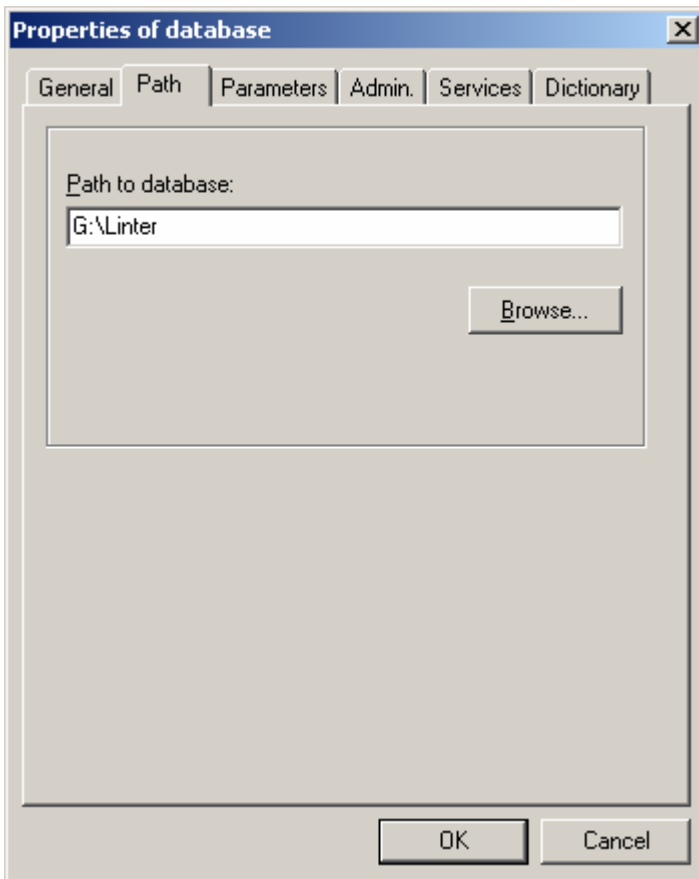 Properties of database
General Path Parameters Admin. Services Dictionary
Path to database:
G:\Linter
Browse...
OK Cancel